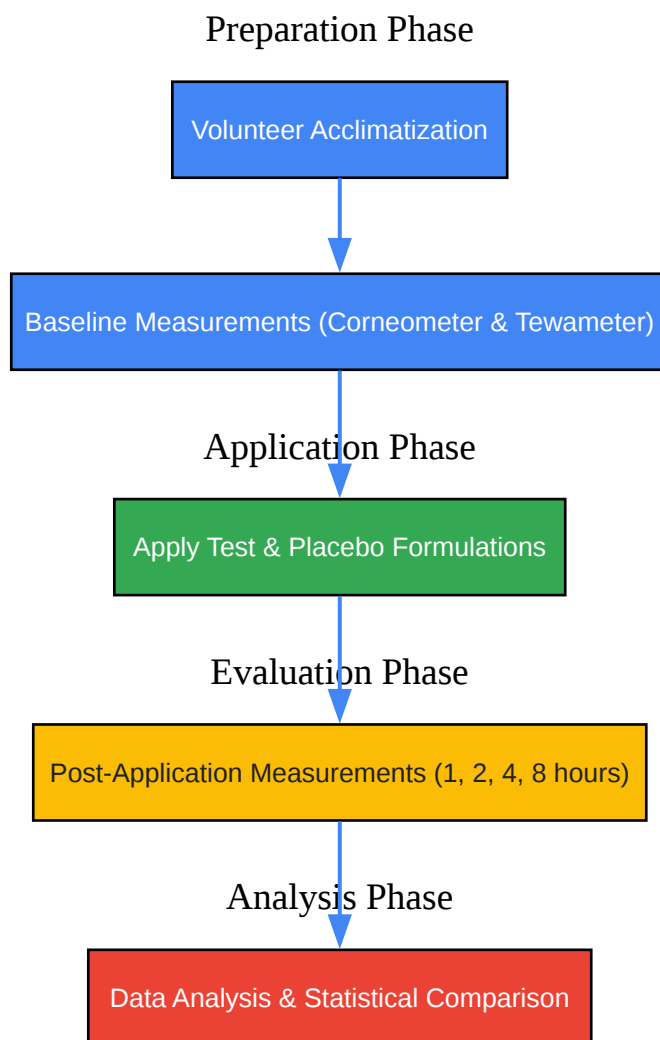 Preparation Phase
Volunteer Acclimatization
Baseline Measurements (Corneometer & Tewameter)
Application Phase
Apply Test & Placebo Formulations
Evaluation Phase
Post-Application Measurements (1, 2, 4, 8 hours)
Analysis Phase
Data Analysis & Statistical Comparison